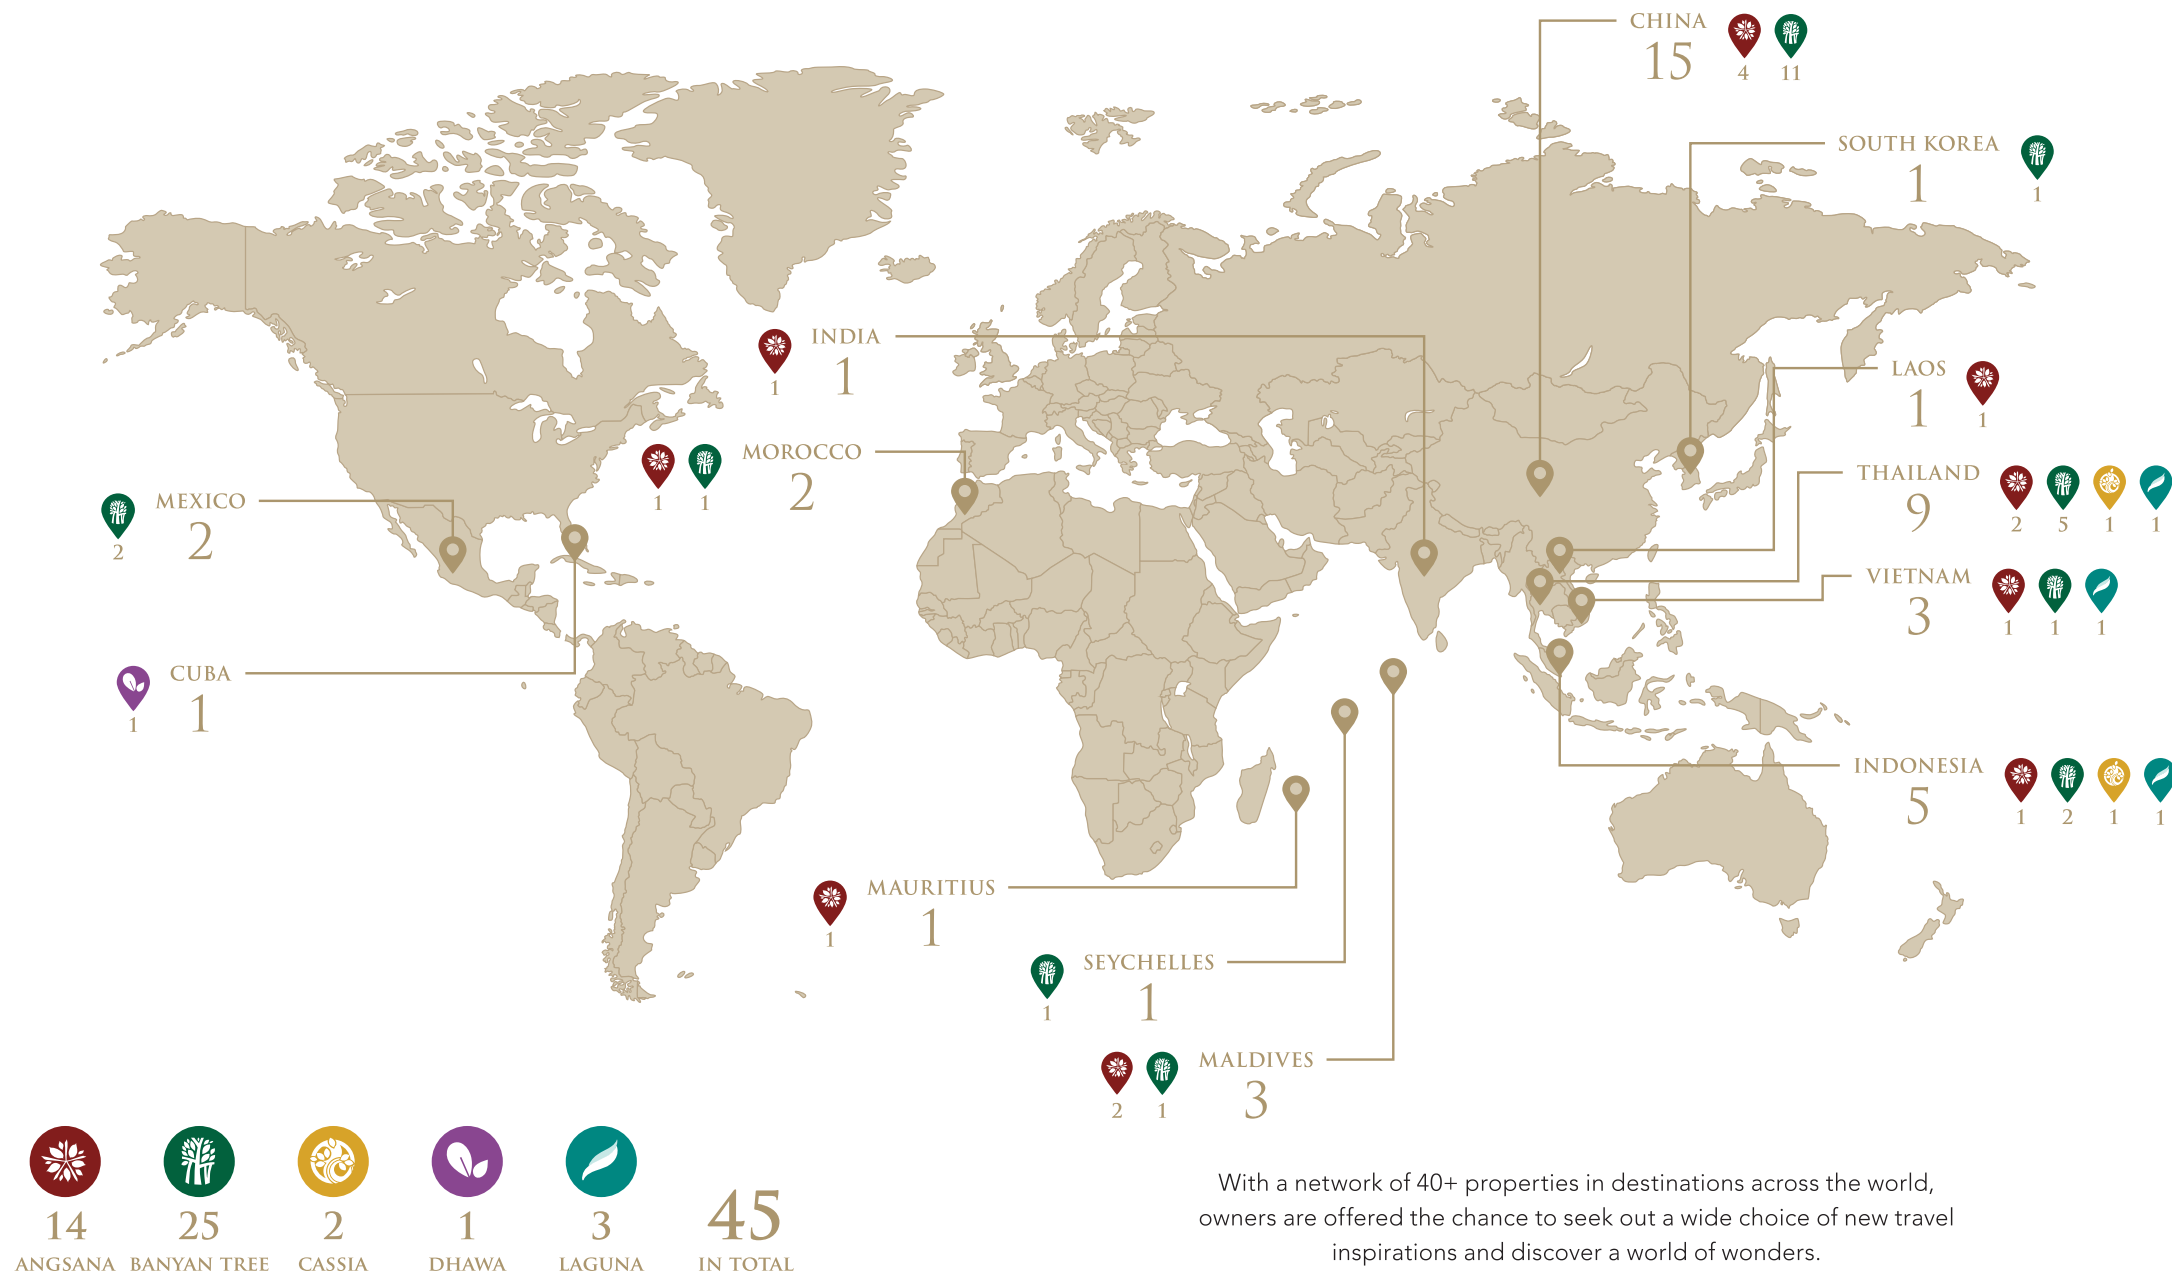 CHINA
15
4 11
SOUTH KOREA
1
1
INDIA
1
1
LAOS
1
1
MOROCCO
2
1 1
THAILAND
9
2 5 1 1
MEXICO
2
2
VIETNAM
3
1 1 1
CUBA
1
1
INDONESIA
5
1 2 1 1
MAURITIUS
1
1
SEYCHELLES
1
1
MALDIVES
3
2 1
14 25 2 1 3 45
ANGSANA BANYAN TREE CASSIA DHAWA LAGUNA IN TOTAL
With a network of 40+ properties in destinations across the world,
owners are offered the chance to seek out a wide choice of new travel
inspirations and discover a world of wonders.